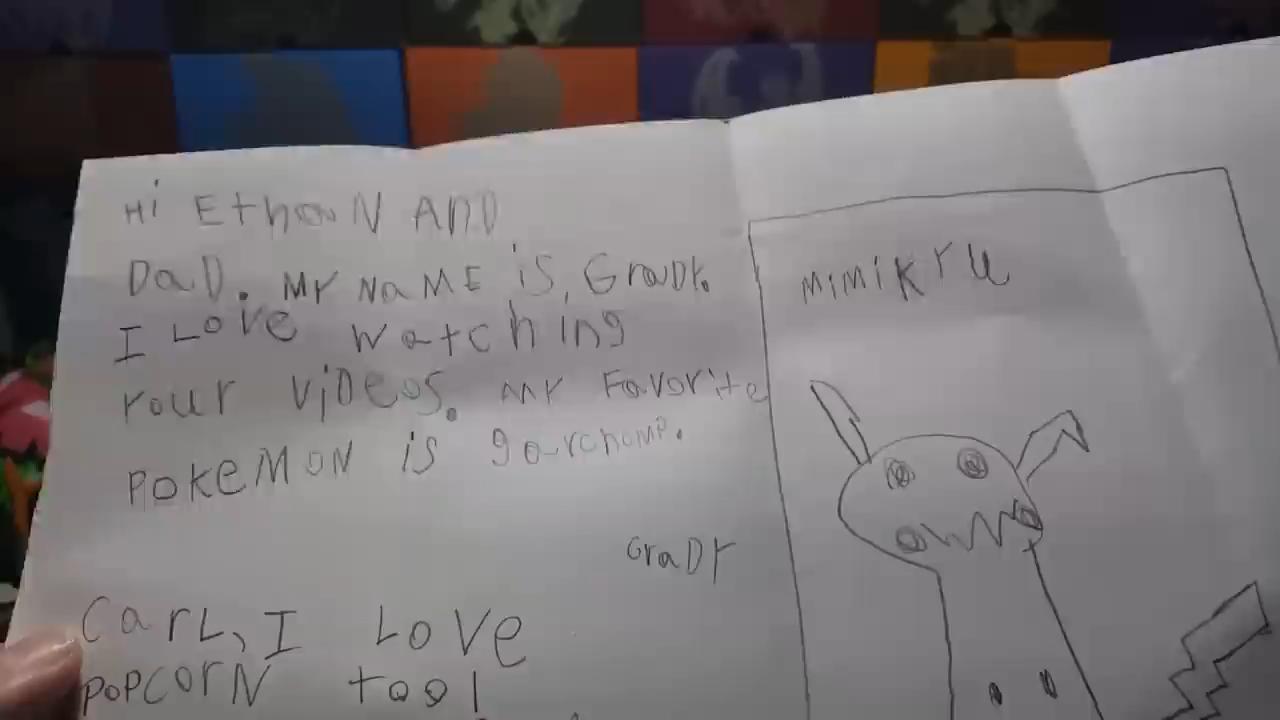 Hi Ethan AnD
DaD. My NaME is, GraDy.
I Love watching
your viDeos. my Favorite
POKeMON is garchomp.
GraDy
CarL, I Love
POPCOrN too!
MiMiKyu